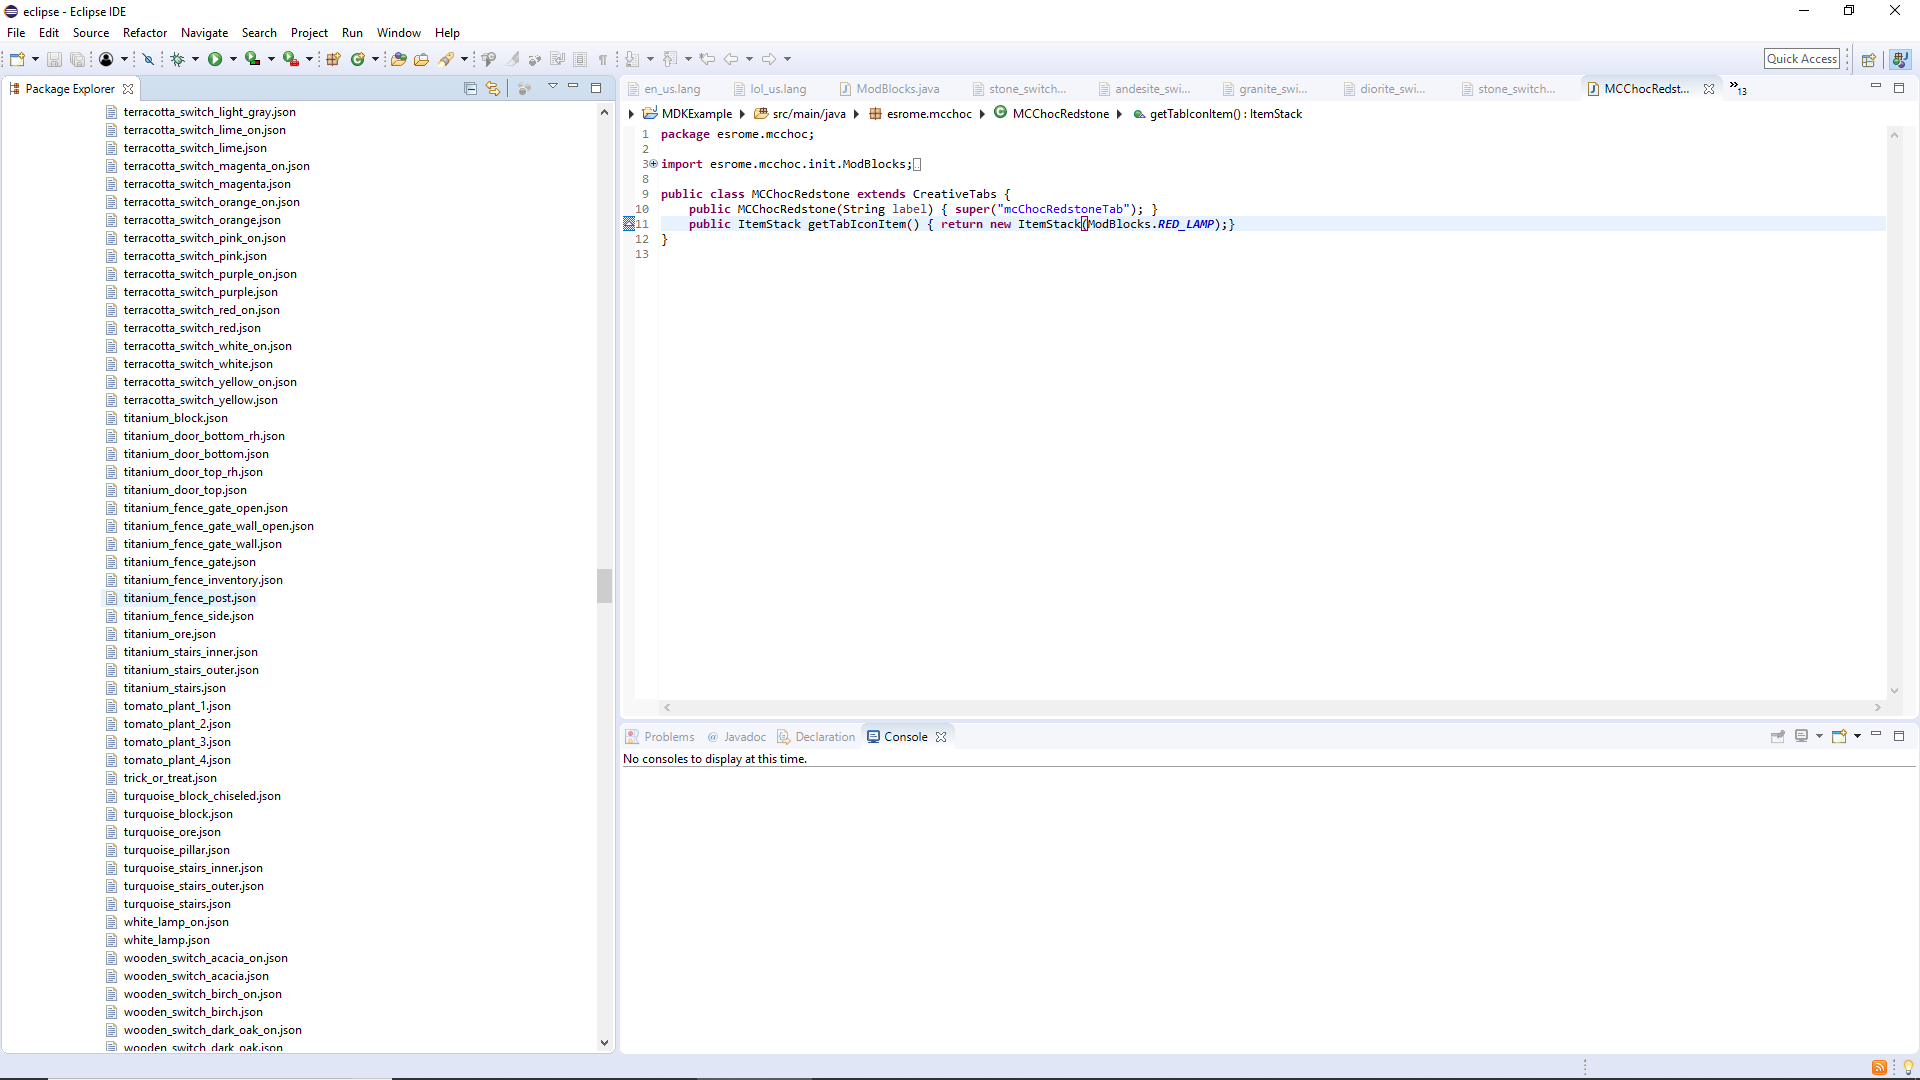 eclipse - Eclipse IDE
File Edit Source Refactor Navigate Search Project Run Window Help
Quick Access
Package Explorer
terracotta_switch_light_gray.json
terracotta_switch_lime_on.json
terracotta_switch_lime.json
terracotta_switch_magenta_on.json
terracotta_switch_magenta.json
terracotta_switch_orange_on.json
terracotta_switch_orange.json
terracotta_switch_pink_on.json
terracotta_switch_pink.json
terracotta_switch_purple_on.json
terracotta_switch_purple.json
terracotta_switch_red_on.json
terracotta_switch_red.json
terracotta_switch_white_on.json
terracotta_switch_white.json
terracotta_switch_yellow_on.json
terracotta_switch_yellow.json
titanium_block.json
titanium_door_bottom_rh.json
titanium_door_bottom.json
titanium_door_top_rh.json
titanium_door_top.json
titanium_fence_gate_open.json
titanium_fence_gate_wall_open.json
titanium_fence_gate_wall.json
titanium_fence_gate.json
titanium_fence_inventory.json
titanium_fence_post.json
titanium_fence_side.json
titanium_ore.json
titanium_stairs_inner.json
titanium_stairs_outer.json
titanium_stairs.json
tomato_plant_1.json
tomato_plant_2.json
tomato_plant_3.json
tomato_plant_4.json
trick_or_treat.json
turquoise_block_chiseled.json
turquoise_block.json
turquoise_ore.json
turquoise_pillar.json
turquoise_stairs_inner.json
turquoise_stairs_outer.json
turquoise_stairs.json
white_lamp_on.json
white_lamp.json
wooden_switch_acacia_on.json
wooden_switch_acacia.json
wooden_switch_birch_on.json
wooden_switch_birch.json
wooden_switch_dark_oak_on.json
wooden_switch_dark_oak.json
en_us.lang lol_us.lang ModBlocks.java stone_switch... andesite_swi... granite_swi... diorite_swi... stone_switch... MCChocRedst... 13
MDKExample src/main/java esrome.mcchoc MCChocRedstone getTabIconItem() : ItemStack
1 package esrome.mcchoc;
2
3 import esrome.mcchoc.init.ModBlocks;
8
9 public class MCChocRedstone extends CreativeTabs {
10 public MCChocRedstone(String label) { super("mcChocRedstoneTab"); }
11 public ItemStack getTabIconItem() { return new ItemStack(ModBlocks.RED_LAMP);}
12 }
13
Problems Javadoc Declaration Console
No consoles to display at this time.